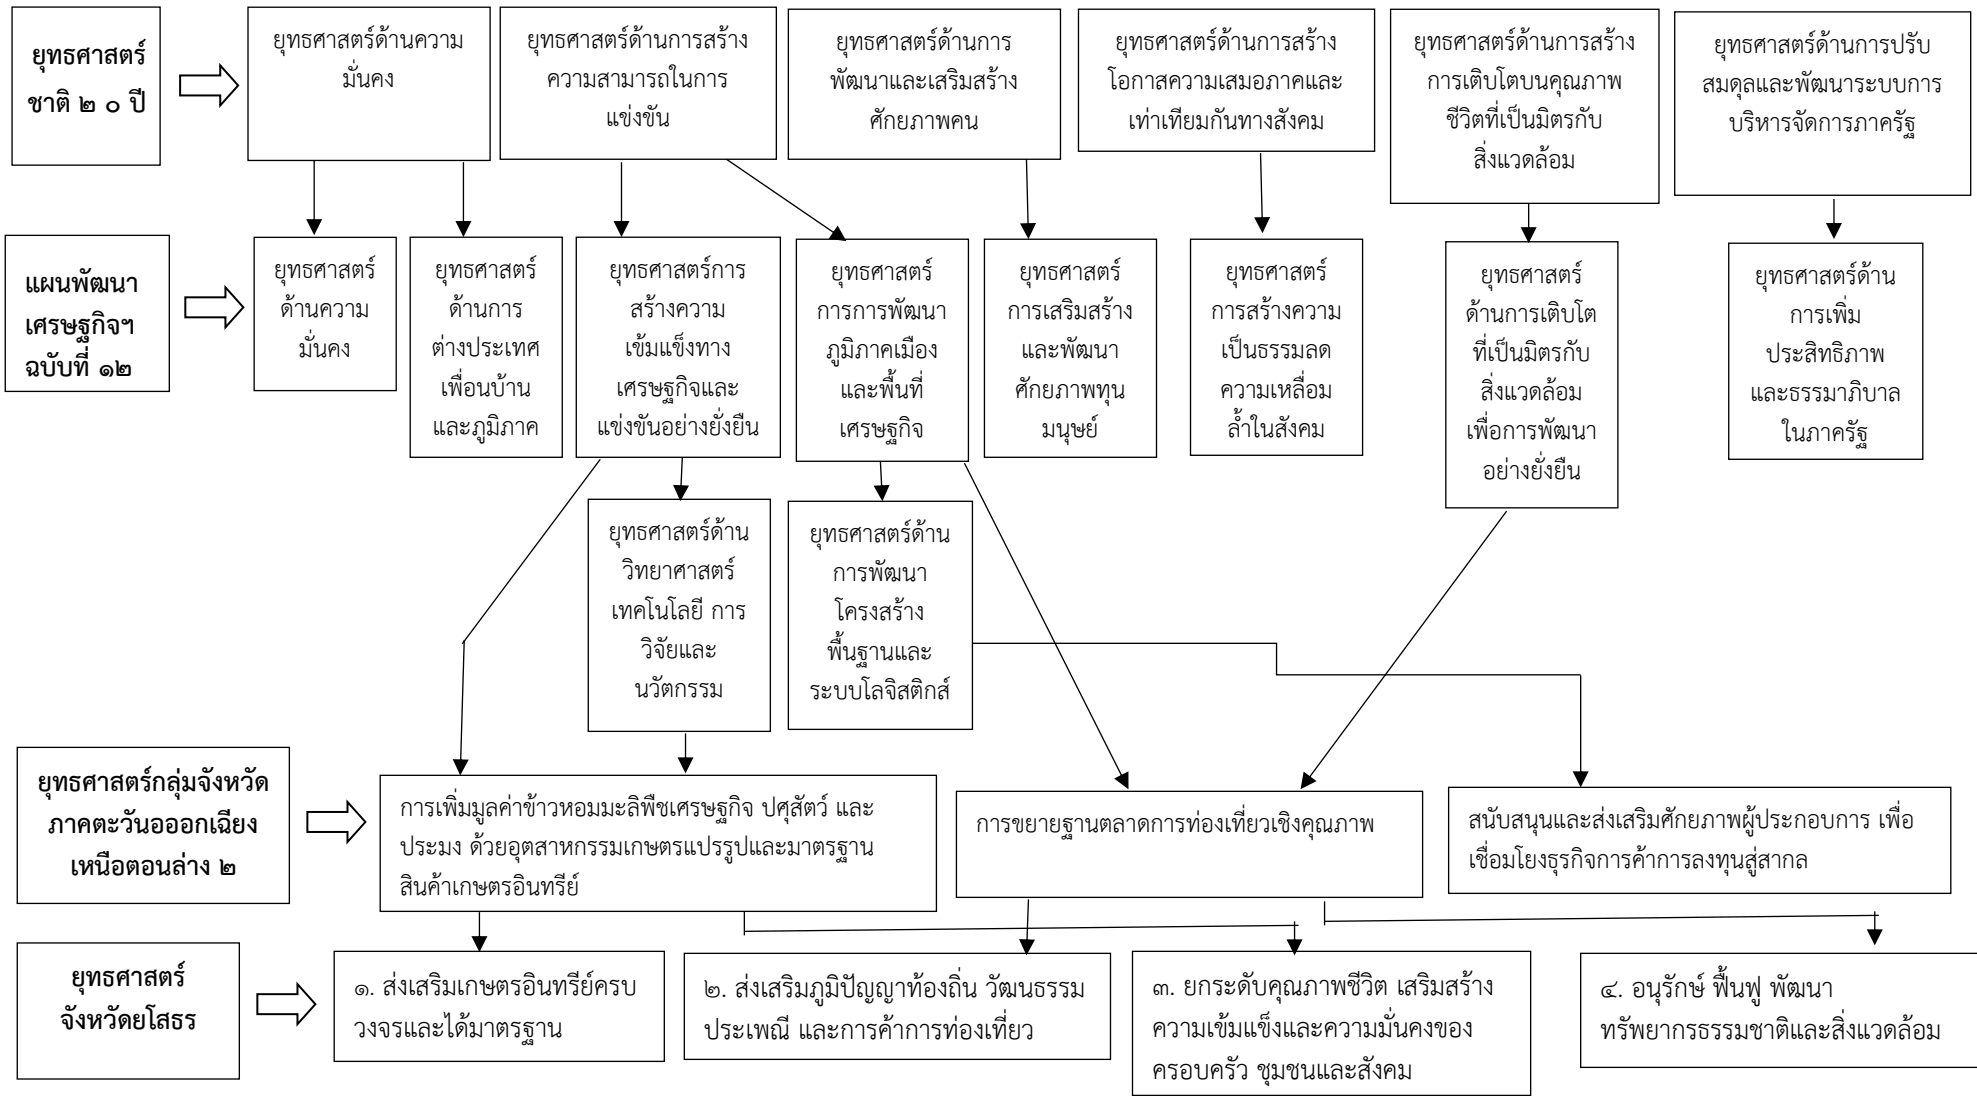 ยุทธศาสตร์
ชาติ ๒ ๐ ปี
ยุทธศาสตร์ด้านความ
มั่นคง
ยุทธศาสตร์ด้านการสร้าง
ความสามารถในการ
แข่งขัน
ยุทธศาสตร์ด้านการ
พัฒนาและเสริมสร้าง
ศักยภาพคน
ยุทธศาสตร์ด้านการสร้าง
โอกาสความเสมอภาคและ
เท่าเทียมกันทางสังคม
ยุทธศาสตร์ด้านการสร้าง
การเติบโตบนคุณภาพ
ชีวิตที่เป็นมิตรกับ
สิ่งแวดล้อม
ยุทธศาสตร์ด้านการปรับ
สมดุลและพัฒนาระบบการ
บริหารจัดการภาครัฐ
แผนพัฒนา
เศรษฐกิจฯ
ฉบับที่ ๑๒
ยุทธศาสตร์
ด้านความ
มั่นคง
ยุทธศาสตร์
ด้านการ
ต่างประเทศ
เพื่อนบ้าน
และภูมิภาค
ยุทธศาสตร์การ
สร้างความ
เข้มแข็งทาง
เศรษฐกิจและ
แข่งขันอย่างยั่งยืน
ยุทธศาสตร์
การการพัฒนา
ภูมิภาคเมือง
และพื้นที่
เศรษฐกิจ
ยุทธศาสตร์
การเสริมสร้าง
และพัฒนา
ศักยภาพทุน
มนุษย์
ยุทธศาสตร์
การสร้างความ
เป็นธรรมลด
ความเหลื่อม
ล้ำในสังคม
ยุทธศาสตร์
ด้านการเติบโต
ที่เป็นมิตรกับ
สิ่งแวดล้อม
เพื่อการพัฒนา
อย่างยั่งยืน
ยุทธศาสตร์ด้าน
การเพิ่ม
ประสิทธิภาพ
และธรรมาภิบาล
ในภาครัฐ
ยุทธศาสตร์ด้าน
วิทยาศาสตร์
เทคโนโลยี การ
วิจัยและ
นวัตกรรม
ยุทธศาสตร์ด้าน
การพัฒนา
โครงสร้าง
พื้นฐานและ
ระบบโลจิสติกส์
ยุทธศาสตร์กลุ่มจังหวัด
ภาคตะวันอออกเฉียง
เหนือตอนล่าง ๒
การเพิ่มมูลค่าข้าวหอมมะลิพืชเศรษฐกิจ ปศุสัตว์ และ
ประมง ด้วยอุตสาหกรรมเกษตรแปรรูปและมาตรฐาน
สินค้าเกษตรอินทรีย์
การขยายฐานตลาดการท่องเที่ยวเชิงคุณภาพ
สนับสนุนและส่งเสริมศักยภาพผู้ประกอบการ เพื่อ
เชื่อมโยงธุรกิจการค้าการลงทุนสู่สากล
ยุทธศาสตร์
จังหวัดยโสธร
๑. ส่งเสริมเกษตรอินทรีย์ครบ
วงจรและได้มาตรฐาน
๒. ส่งเสริมภูมิปัญญาท้องถิ่น วัฒนธรรม
ประเพณี และการค้าการท่องเที่ยว
๓. ยกระดับคุณภาพชีวิต เสริมสร้าง
ความเข้มแข็งและความมั่นคงของ
ครอบครัว ชุมชนและสังคม
๔. อนุรักษ์ ฟื้นฟู พัฒนา
ทรัพยากรธรรมชาติและสิ่งแวดล้อม